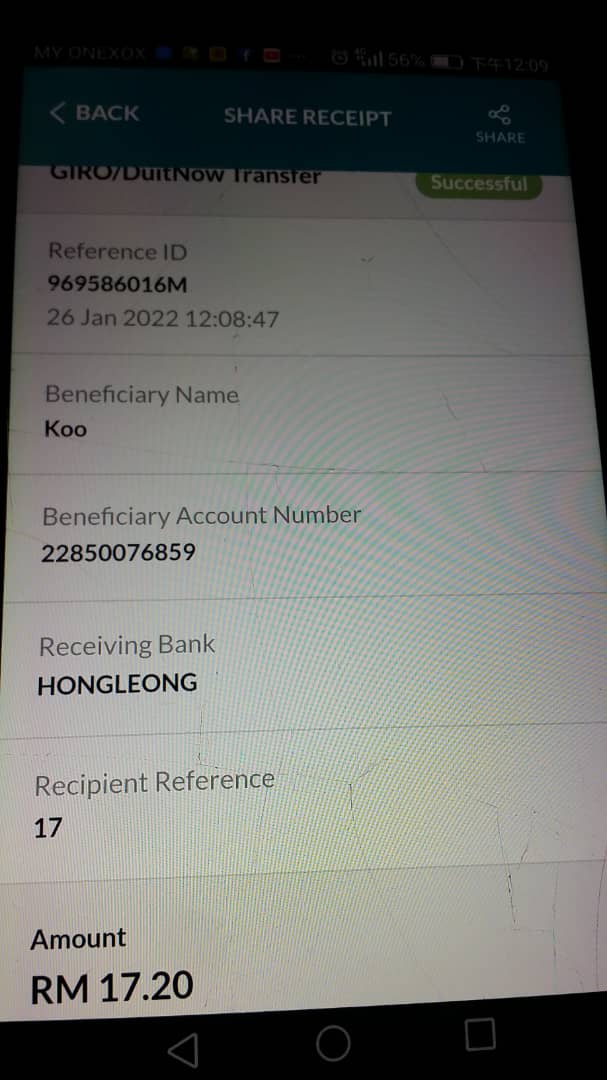 MY ONEXOX 56% 下午12:09
BACK SHARE RECEIPT SHARE
GIRO/DuitNow Transfer Successful
Reference ID
969586016M
26 Jan 2022 12:08:47
Beneficiary Name
Koo
Beneficiary Account Number
22850076859
Receiving Bank
HONGLEONG
Recipient Reference
17
Amount
RM 17.20